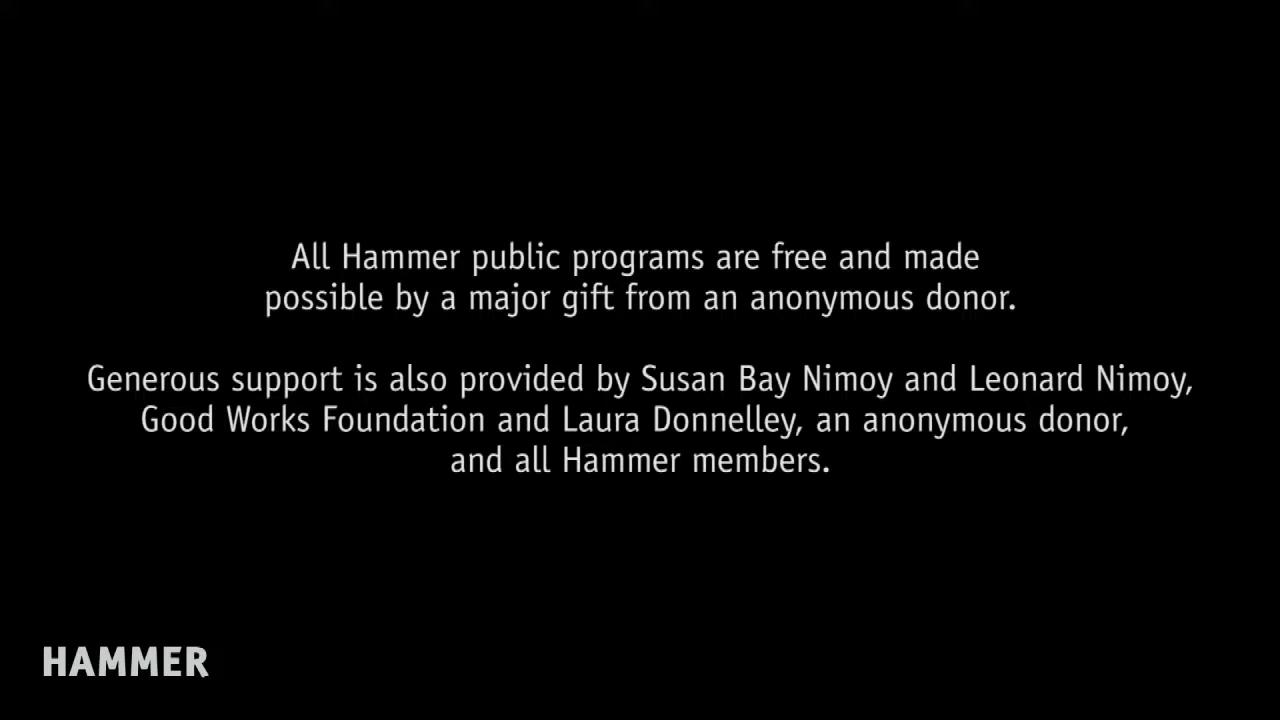 All Hammer public programs are free and made
possible by a major gift from an anonymous donor.
Generous support is also provided by Susan Bay Nimoy and Leonard Nimoy,
Good Works Foundation and Laura Donnelley, an anonymous donor,
and all Hammer members.
HAMMER